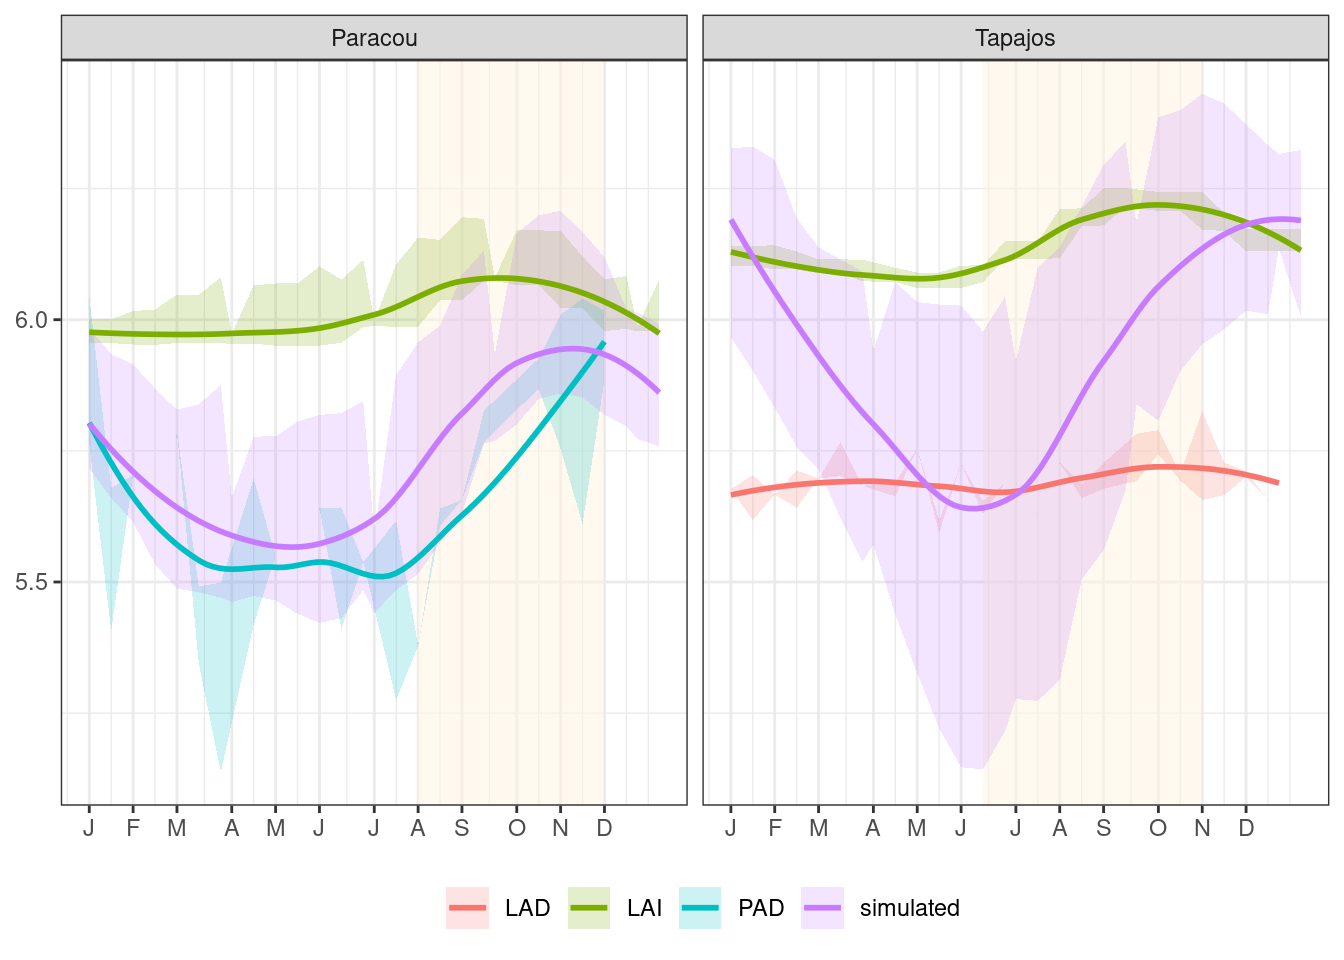 Paracou Tapajos
6.0
5.5
J F M A M J J A S O N D J F M A M J J A S O N D
LAD LAI PAD simulated